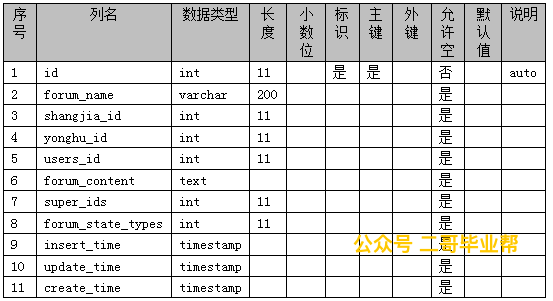 序号 列名 数据类型 长度 小数位 标识 主键 外键 允许空 默认值 说明
1 id int 11 是 是 否 auto
2 forum_name varchar 200 是
3 shangjia_id int 11 是
4 yonghu_id int 11 是
5 users_id int 11 是
6 forum_content text 是
7 super_ids int 11 是
8 forum_state_types int 11 是
9 insert_time timestamp 是
公众号 二哥毕业帮
10 update_time timestamp 是
11 create_time timestamp 是